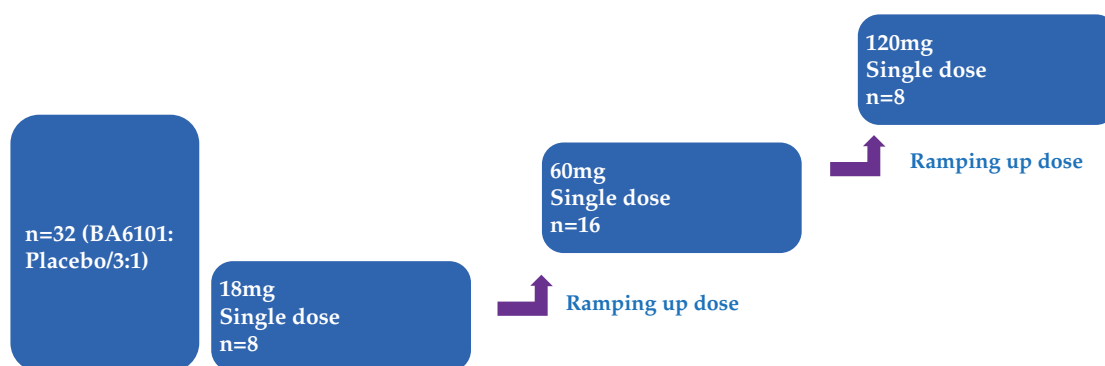 n=32 (BA6101:
Placebo/3:1)
18mg
Single dose
n=8
Ramping up dose
60mg
Single dose
n=16
Ramping up dose
120mg
Single dose
n=8